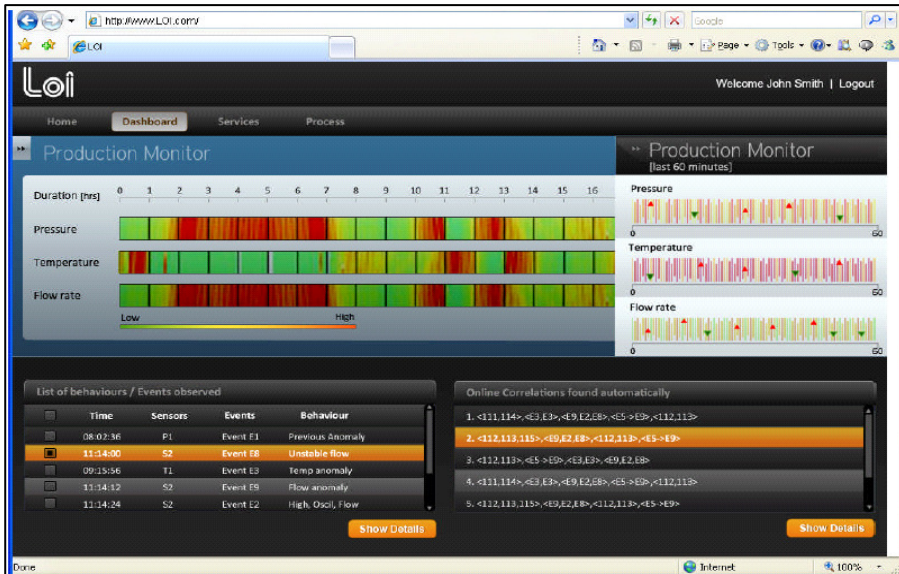 http://www.LOI.com/
Google
LOI
Page
Tools
Loi
Welcome John Smith | Logout
Home Dashboard Services Process
Production Monitor
Production Monitor
[last 60 minutes]
Duration [hrs] 0 1 2 3 4 5 6 7 8 9 10 11 12 13 14 15 16
Pressure
Temperature
Flow rate
Low High
Pressure
0 60
Temperature
0 60
Flow rate
0 60
List of behaviours / Events observed
Time Sensors Events Behaviour
08:02:36 P1 Event E1 Previous Anomaly
11:14:00 S2 Event E8 Unstable flow
09:15:56 T1 Event E3 Temp anomaly
11:14:12 S2 Event E9 Flow anomaly
11:14:24 S2 Event E2 High, Oscil, Flow
Show Details
Online Correlations found automatically
1. <111,114>,<E3,E3>,<E9,E2,E8>,<E5->E9>,<112,113>
2. <112,113,115>,<E9,E2,E8>,<112,113>,<E5->E9>
3. <112,113>,<E5->E9>,<E3,E3>,<E9,E2,E8>
4. <111,114>,<E3,E3>,<E9,E2,E8>,<E5->E9>,<112,113>
5. <112,113,115>,<E9,E2,E8>,<112,113>,<E5->E9>
Show Details
Done
Internet
100%